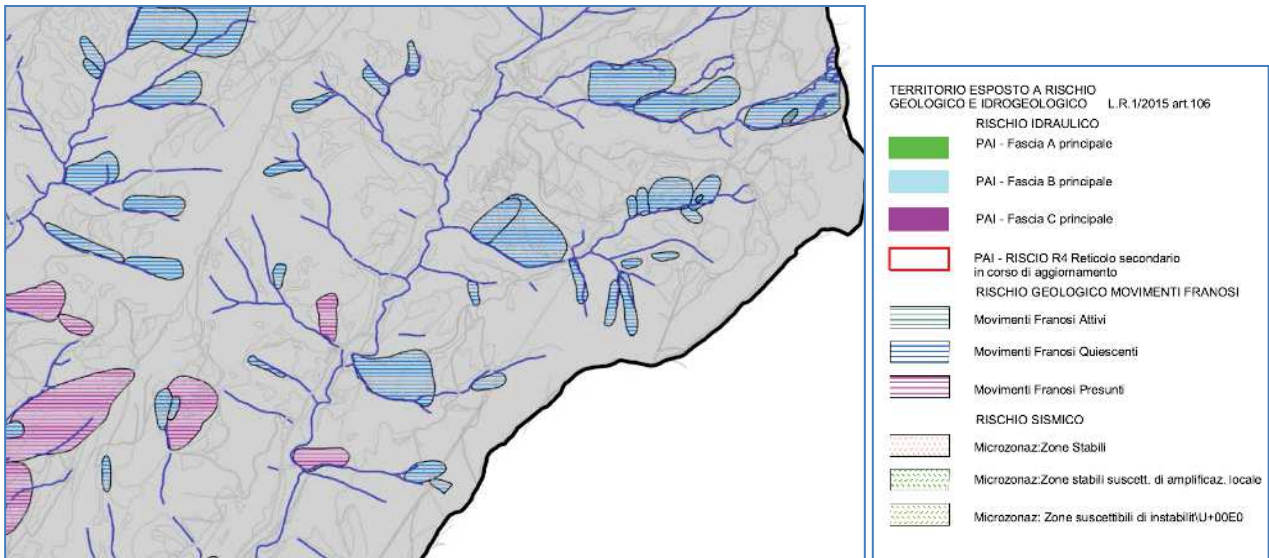 TERRITORIO ESPOSTO A RISCHIO
GEOLOGICO E IDROGEOLOGICO L.R.1/2015 art.106
RISCHIO IDRAULICO
PAI - Fascia A principale
PAI - Fascia B principale
PAI - Fascia C principale
PAI - RISCIO R4 Reticolo secondario
in corso di aggiornamento
RISCHIO GEOLOGICO MOVIMENTI FRANOSI
Movimenti Franosi Attivi
Movimenti Franosi Quiescenti
Movimenti Franosi Presunti
RISCHIO SISMICO
Microzonaz:Zone Stabili
Microzonaz:Zone stabili suscett. di amplificaz. locale
Microzonaz: Zone suscettibili di instabilit\U+00E0